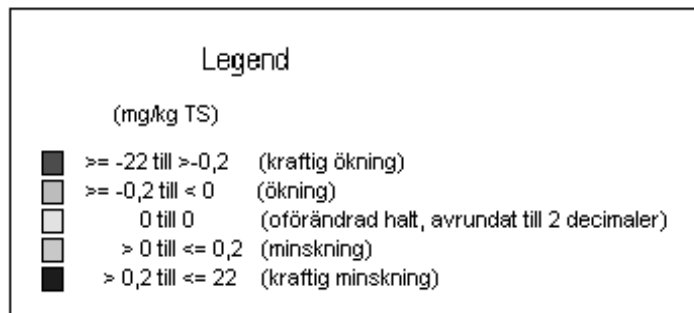 Legend
(mg/kg TS)
>= -22 till >-0,2 (kraftig ökning)
>= -0,2 till < 0 (ökning)
0 till 0 (oförändrad halt, avrundat till 2 decimaler)
> 0 till <= 0,2 (minskning)
> 0,2 till <= 22 (kraftig minskning)